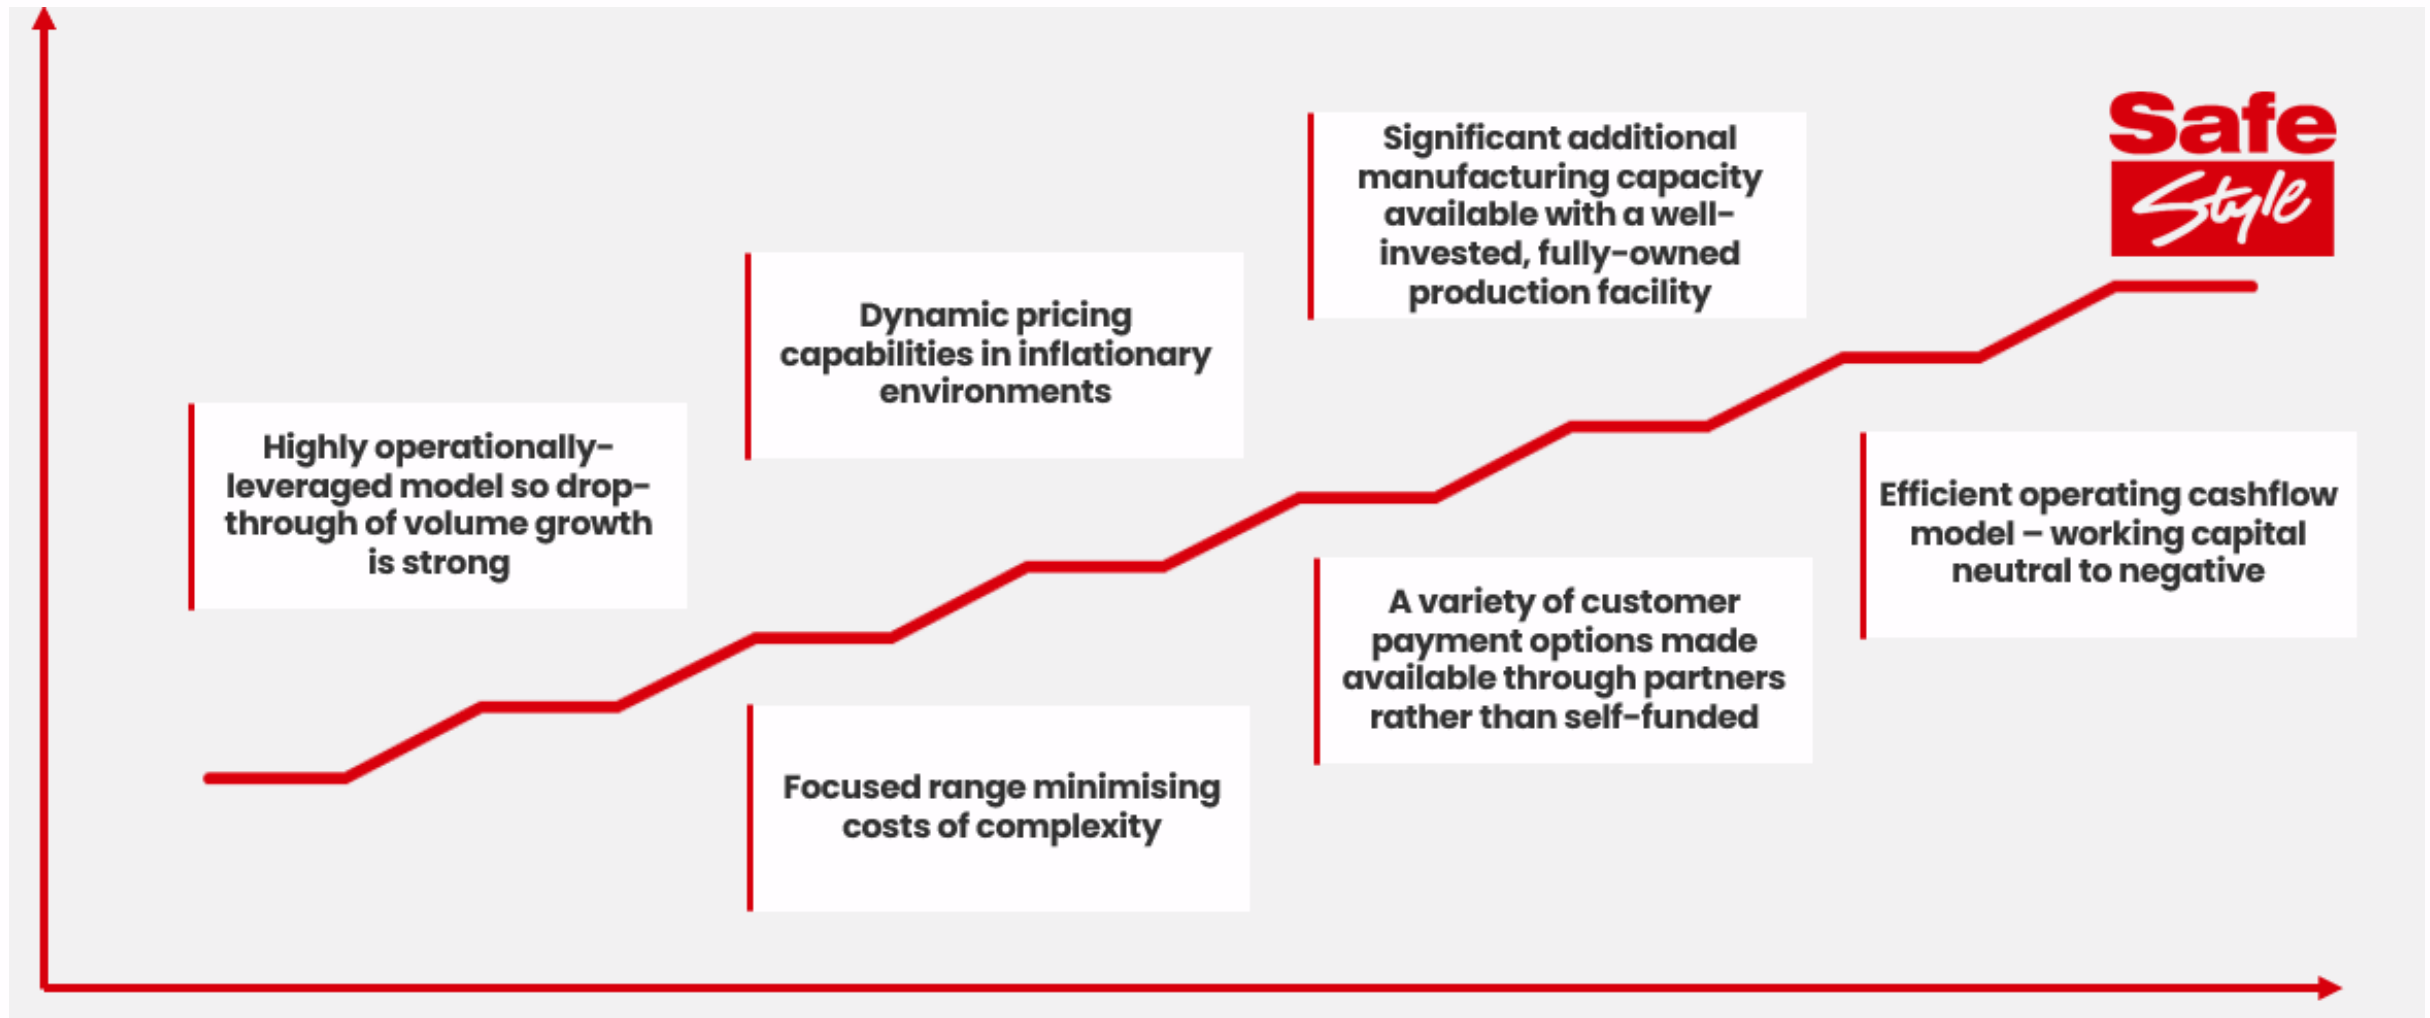 Safe
Style
Significant additional
manufacturing capacity
available with a well-
invested, fully-owned
production facility
Dynamic pricing
capabilities in inflationary
environments
Highly operationally-
leveraged model so drop-
through of volume growth
is strong
Efficient operating cashflow
model – working capital
neutral to negative
A variety of customer
payment options made
available through partners
rather than self-funded
Focused range minimising
costs of complexity